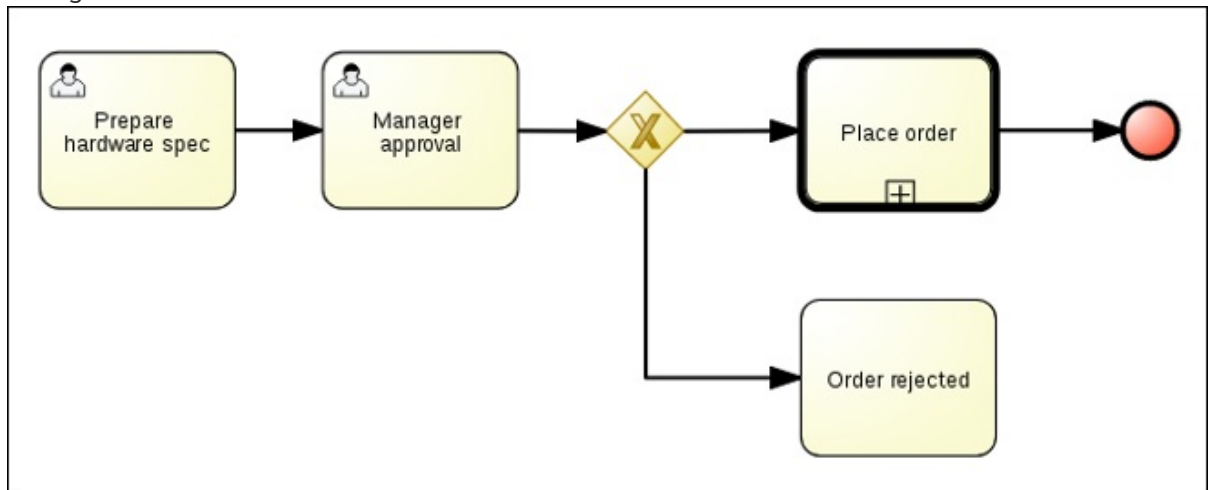 Prepare
hardware spec
Manager
approval
Place order
Order rejected